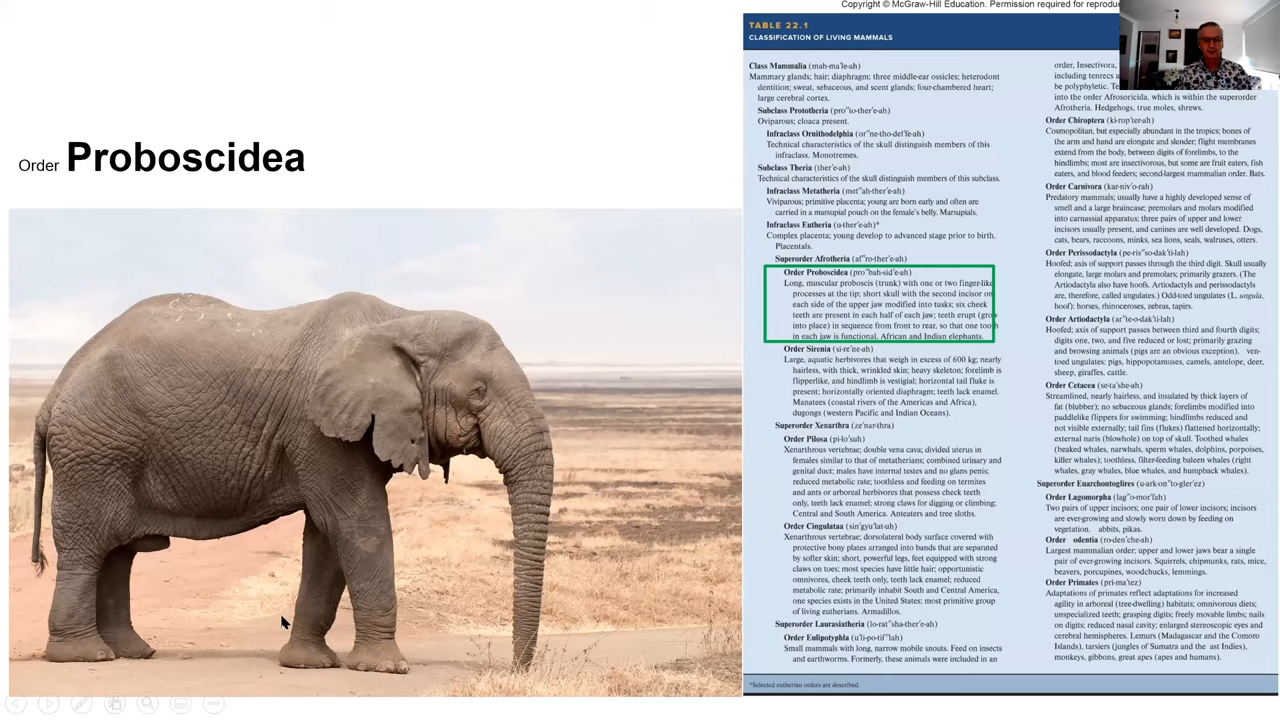 Copyright © McGraw-Hill Education. Permission required for reproduc
Order Proboscidea
TABLE 22.1
CLASSIFICATION OF LIVING MAMMALS
Class Mammalia (mah-ma′le-ah)
Mammary glands; hair; diaphragm; three middle-ear ossicles; heterodont
dentition; sweat, sebaceous, and scent glands; four-chambered heart;
large cerebral cortex.
Subclass Prototheria (pro″to-ther′e-ah)
Oviparous; cloaca present.
Infraclass Ornithodelphia (or″ne-tho-del′fe-ah)
Technical characteristics of the skull distinguish members of this
infraclass. Monotremes.
Subclass Theria (ther′e-ah)
Technical characteristics of the skull distinguish members of this subclass.
Infraclass Metatheria (met″ah-ther′e-ah)
Viviparous; primitive placenta; young are born early and often are
carried in a marsupial pouch on the female's belly. Marsupials.
Infraclass Eutheria (u-ther′e-ah)*
Complex placenta; young develop to advanced stage prior to birth.
Placentals.
Superorder Afrotheria (af″ro-ther′e-ah)
Order Proboscidea (pro″bah-sid′e-ah)
Long, muscular proboscis (trunk) with one or two finger-like
processes at the tip; short skull with the second incisor on
each side of the upper jaw modified into tusks; six cheek
teeth are present in each half of each jaw; teeth erupt (grow
into place) in sequence from front to rear, so that one tooth
in each jaw is functional. African and Indian elephants.
Order Sirenia (si-re′ne-ah)
Large, aquatic herbivores that weigh in excess of 600 kg; nearly
hairless, with thick, wrinkled skin; heavy skeleton; forelimb is
flipperlike, and hindlimb is vestigial; horizontal tail fluke is
present; horizontally oriented diaphragm; teeth lack enamel.
Manatees (coastal rivers of the Americas and Africa),
dugongs (western Pacific and Indian Oceans).
Superorder Xenarthra (ze′nar-thra)
Order Pilosa (pi-lo′suh)
Xenarthrous vertebrae; double vena cava; divided uterus in
females similar to that of metatherians; combined urinary and
genital duct; males have internal testes and no glans penis;
reduced metabolic rate; toothless and feeding on termites
and ants or arboreal herbivores that possess cheek teeth
only, teeth lack enamel; strong claws for digging or climbing;
Central and South America. Anteaters and tree sloths.
Order Cingulataa (sin′gyu′lat-uh)
Xenarthrous vertebrae; dorsolateral body surface covered with
protective bony plates arranged into bands that are separated
by softer skin; short, powerful legs, feet equipped with strong
claws on toes; most species have little hair; opportunistic
omnivores, cheek teeth only, teeth lack enamel; reduced
metabolic rate; primarily inhabit South and Central America,
one species exists in the United States; most primitive group
of living eutherians. Armadillos.
Superorder Laurasiatheria (lo-rat″sha-ther′e-ah)
Order Eulipotyphla (u′li-po-tif″lah)
Small mammals with long, narrow mobile snouts. Feed on insects
and earthworms. Formerly, these animals were included in an
*Selected eutherian orders are described.
order, Insectivora,
including tenrecs a
be polyphyletic. Te
into the order Afrosoricida, which is within the superorder
Afrotheria. Hedgehogs, true moles, shrews.
Order Chiroptera (ki-rop′ter-ah)
Cosmopolitan, but especially abundant in the tropics; bones of
the arm and hand are elongate and slender; flight membranes
extend from the body, between digits of forelimbs, to the
hindlimbs; most are insectivorous, but some are fruit eaters, fish
eaters, and blood feeders; second-largest mammalian order. Bats.
Order Carnivora (kar-niv′o-rah)
Predatory mammals; usually have a highly developed sense of
smell and a large braincase; premolars and molars modified
into carnassial apparatus; three pairs of upper and lower
incisors usually present, and canines are well developed. Dogs,
cats, bears, raccoons, minks, sea lions, seals, walruses, otters.
Order Perissodactyla (pe-ris″so-dak′ti-lah)
Hoofed; axis of support passes through the third digit. Skull usually
elongate, large molars and premolars; primarily grazers. (The
Artiodactyla also have hoofs. Artiodactyls and perissodactyls
are, therefore, called ungulates.) Odd-toed ungulates (L. ungula,
hoof): horses, rhinoceroses, zebras, tapirs.
Order Artiodactyla (ar″te-o-dak′ti-lah)
Hoofed; axis of support passes between third and fourth digits;
digits one, two, and five reduced or lost; primarily grazing
and browsing animals (pigs are an obvious exception). ven
ungulates: pigs, hippopotamuses, camels, antelope, deer,
sheep, giraffes, cattle.
Order Cetacea (se-ta′she-ah)
Streamlined, nearly hairless, and insulated by thick layers of
fat (blubber); no sebaceous glands; forelimbs modified into
paddlelike flippers for swimming; hindlimbs reduced and
not visible externally; tail fins (flukes) flattened horizontally;
external naris (blowhole) on top of skull. Toothed whales
(beaked whales, narwhals, sperm whales, dolphins, porpoises,
killer whales); toothless, filter-feeding baleen whales (right
whales, gray whales, blue whales, and humpback whales).
Superorder Euarchontoglires (u-ark-on″to-glez′ez)
Order Lagomorpha (lag″o-mor′fah)
Two pairs of upper incisors; one pair of lower incisors; incisors
are ever-growing and slowly worn down by feeding on
vegetation. abbits, pikas.
Order odentia (ro-den′che-ah)
Largest mammalian order; upper and lower jaws bear a single
pair of ever-growing incisors. Squirrels, chipmunks, rats, mice,
beavers, porcupines, woodchucks, lemmings.
Order Primates (pri-ma′tez)
Adaptations of primates reflect adaptations for increased
agility in arboreal (tree-dwelling) habitats; omnivorous diets;
unspecialized teeth; grasping digits; freely movable limbs; nails
on digits; reduced nasal cavity; enlarged stereoscopic eyes and
cerebral hemispheres. Lemurs (Madagascar and the Comoro
Islands), tarsiers (jungles of Sumatra and the ast Indies),
monkeys, gibbons, great apes (apes and humans).